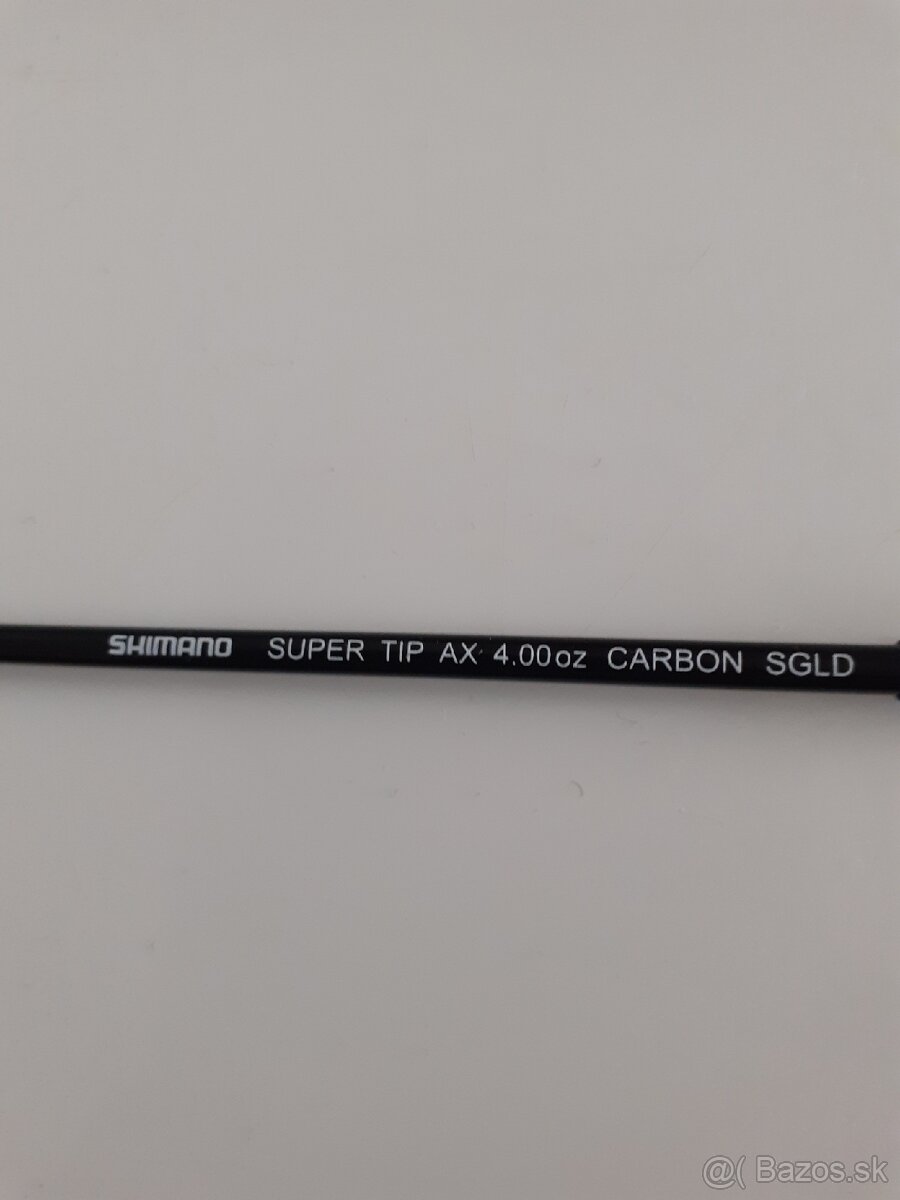 SHIMANO SUPER TIP AX 4.00oz CARBON SGLD
@( Bazos.sk